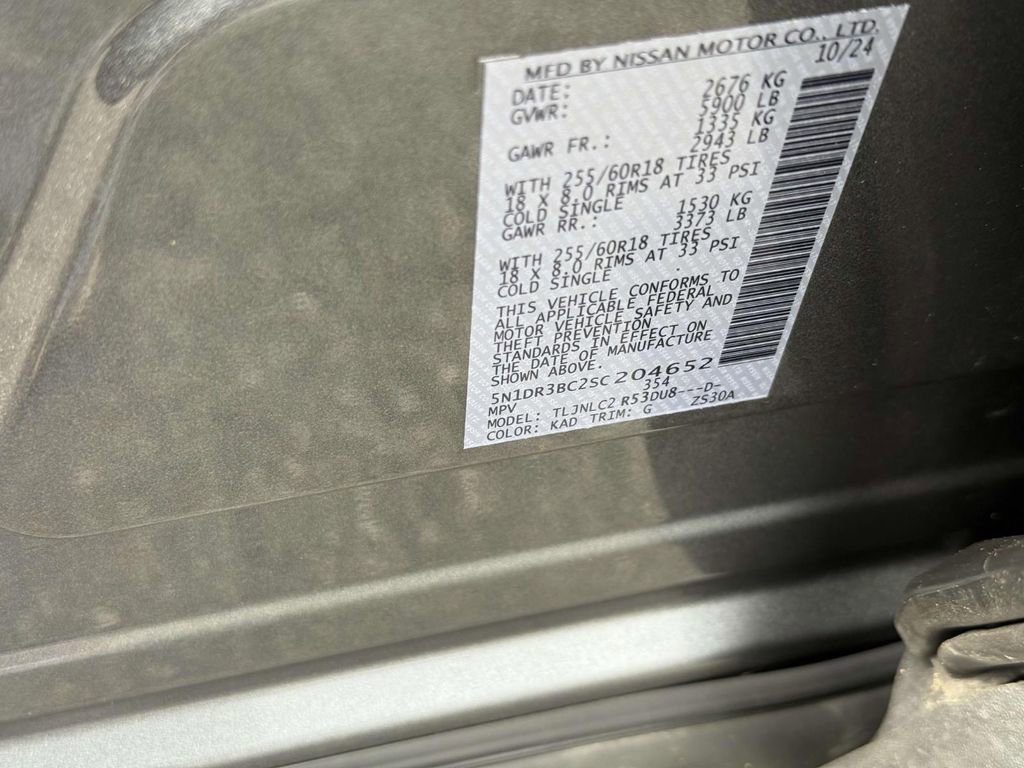 MFD BY NISSAN MOTOR CO., LTD.
DATE: 10/24
GVWR: 2676 KG
5900 LB
GAWR FR.: 1335 KG
2943 LB
WITH 255/60R18 TIRES
18 X 8.0 RIMS AT 33 PSI
COLD SINGLE
GAWR RR.: 1530 KG
3373 LB
WITH 255/60R18 TIRES
18 X 8.0 RIMS AT 33 PSI
COLD SINGLE
THIS VEHICLE CONFORMS TO
ALL APPLICABLE FEDERAL
MOTOR VEHICLE SAFETY AND
THEFT PREVENTION
STANDARDS IN EFFECT ON
THE DATE OF MANUFACTURE
SHOWN ABOVE.
5N1DR3BC2SC204652
MPV 354
MODEL: TLJNLC2 R53DU8---D-
COLOR: KAD TRIM: G ZS30A